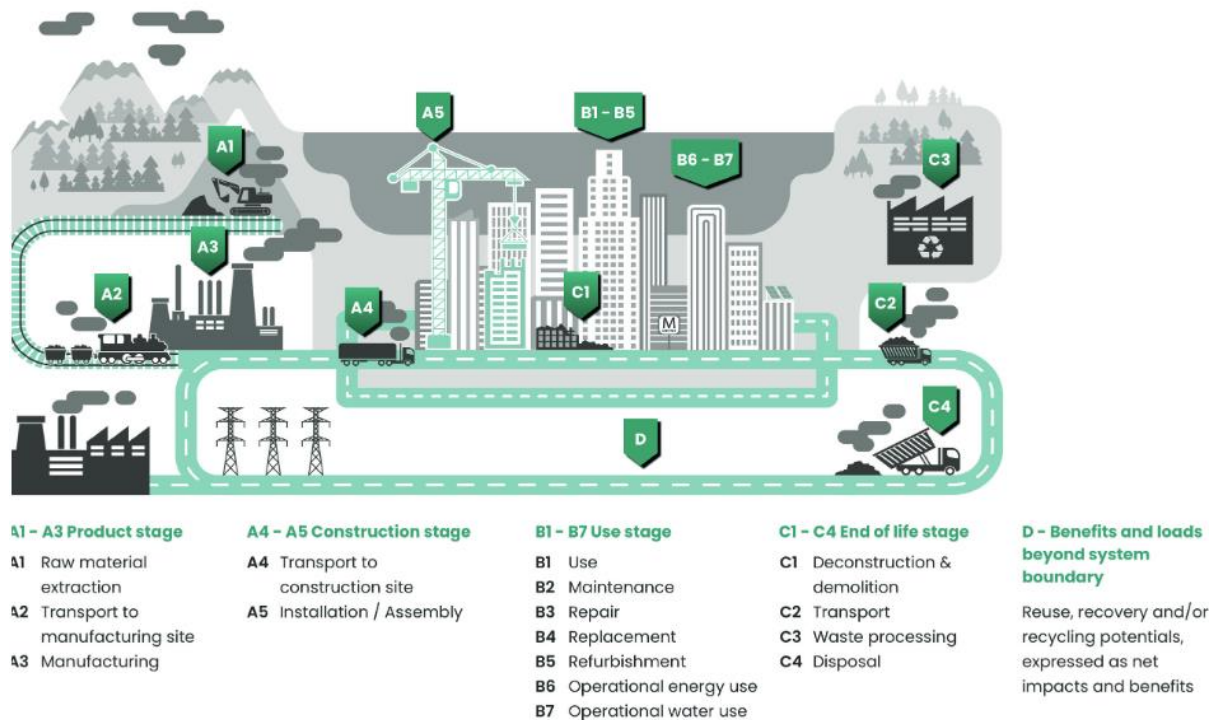 A5
B1 - B5
A1
B6 - B7
C3
A3
A2
A4
C1
C2
M
C4
D
A1 - A3 Product stage
A1 Raw material
extraction
A2 Transport to
manufacturing site
A3 Manufacturing
A4 - A5 Construction stage
A4 Transport to
construction site
A5 Installation / Assembly
B1 - B7 Use stage
B1 Use
B2 Maintenance
B3 Repair
B4 Replacement
B5 Refurbishment
B6 Operational energy use
B7 Operational water use
C1 - C4 End of life stage
C1 Deconstruction &
demolition
C2 Transport
C3 Waste processing
C4 Disposal
D - Benefits and loads
beyond system
boundary
Reuse, recovery and/or
recycling potentials,
expressed as net
impacts and benefits